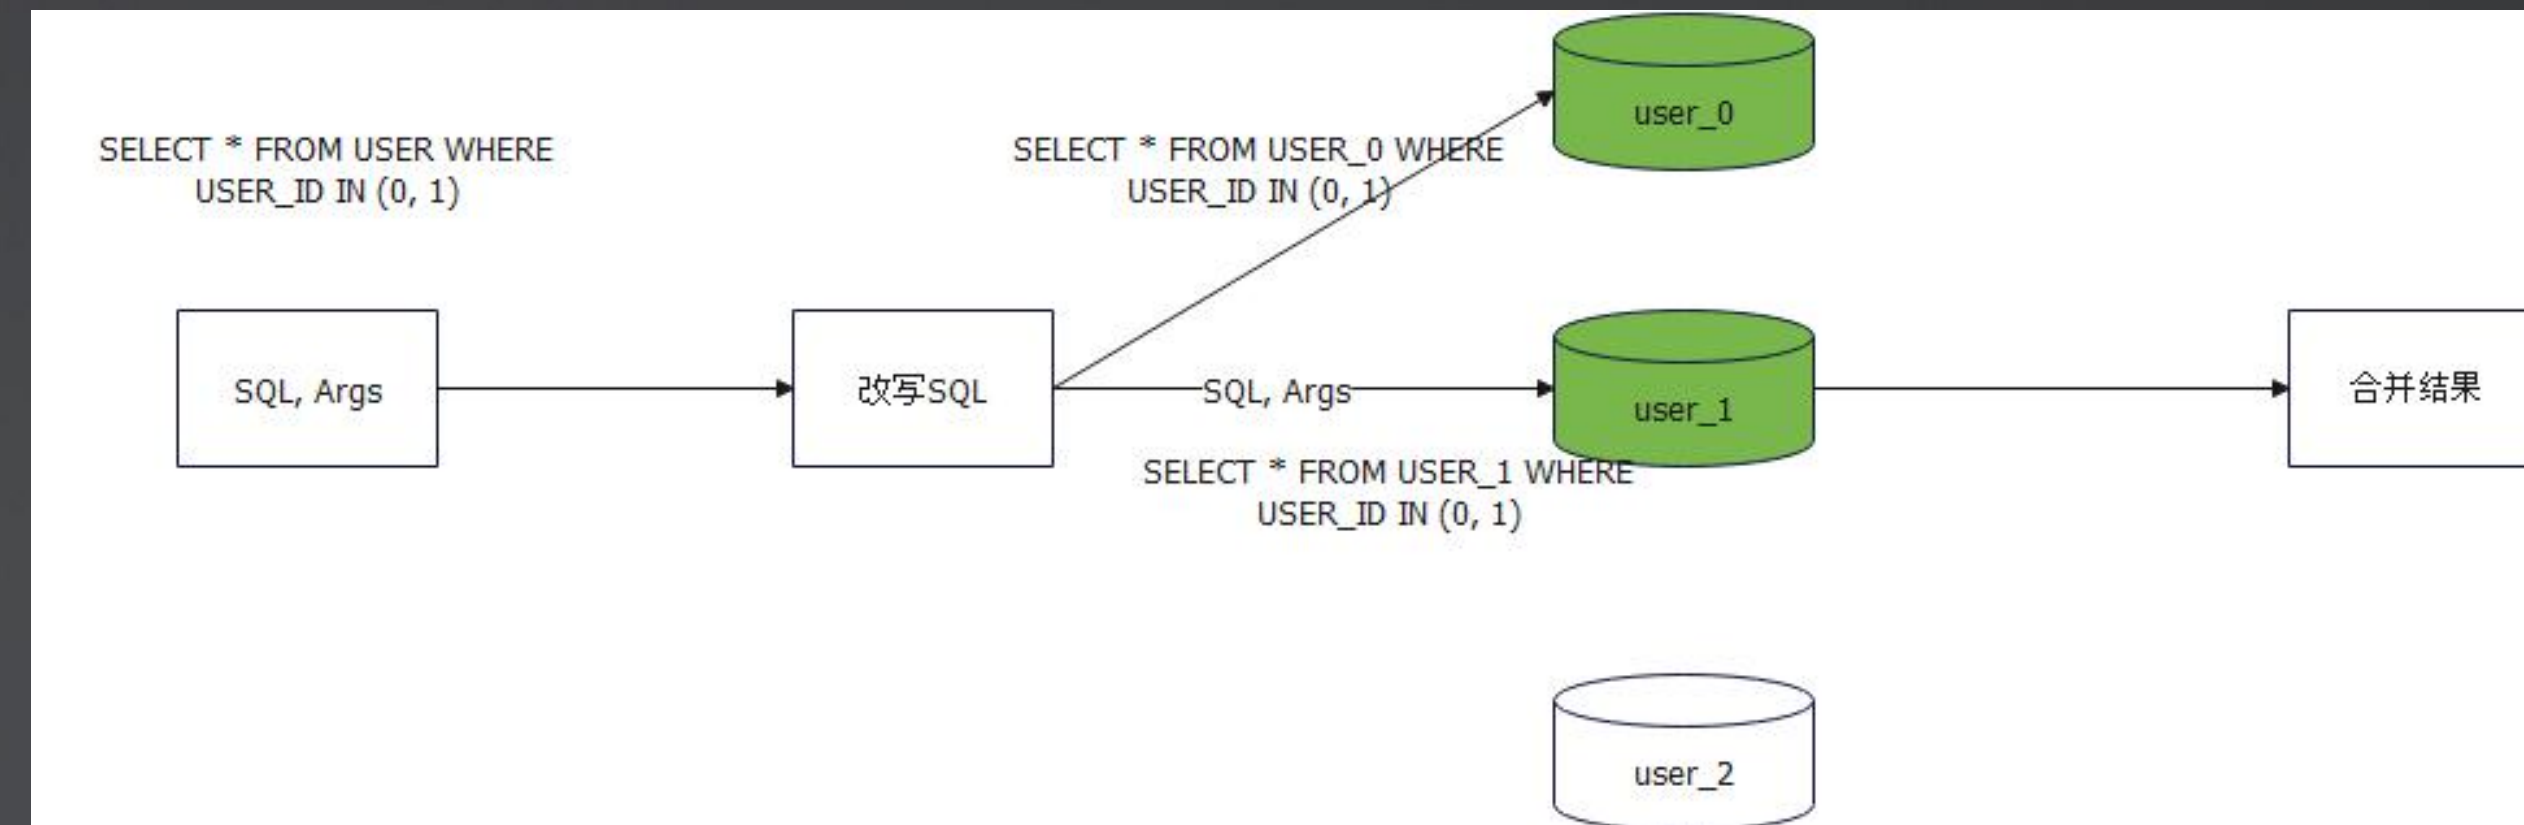 user_0
SELECT * FROM USER WHERE
USER_ID IN (0, 1)
SELECT * FROM USER_0 WHERE
USER_ID IN (0, 1)
SQL, Args
改写SQL
SQL, Args
user_1
合并结果
SELECT * FROM USER_1 WHERE
USER_ID IN (0, 1)
user_2